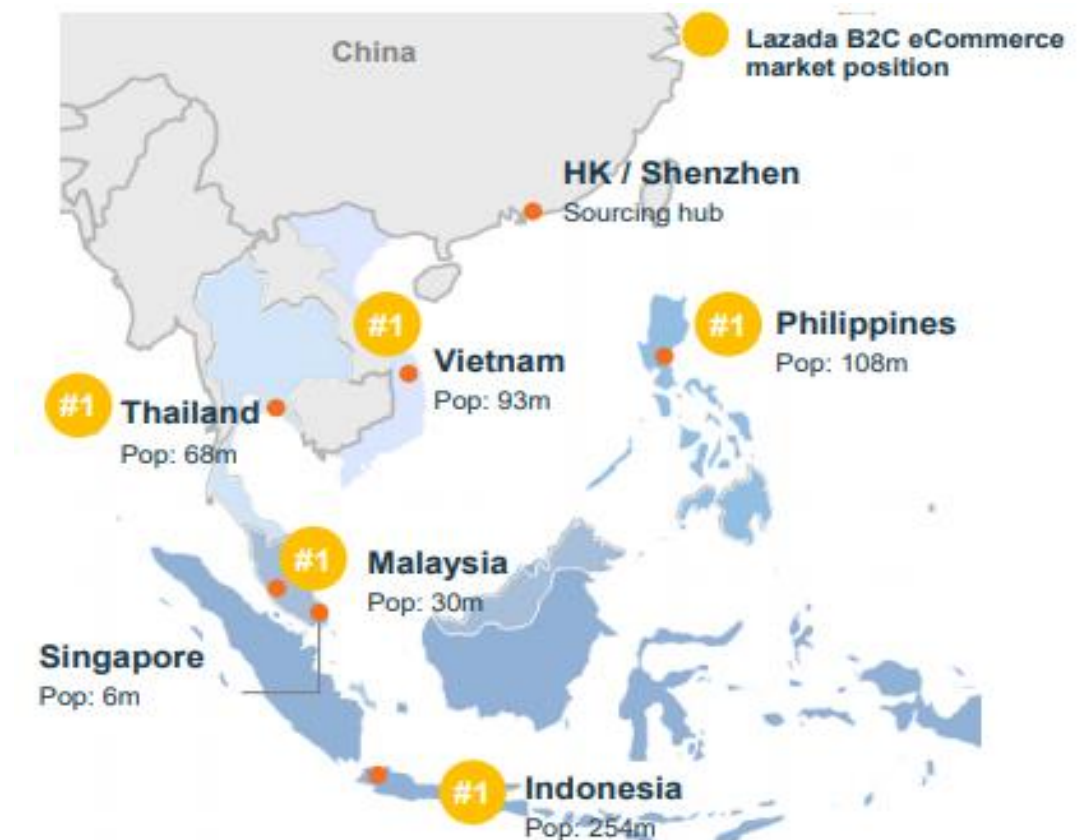 China
Lazada B2C eCommerce
market position
HK / Shenzhen
Sourcing hub
#1
Vietnam
Pop: 93m
#1
Philippines
Pop: 108m
#1
Thailand
Pop: 68m
#1
Malaysia
Pop: 30m
Singapore
Pop: 6m
#1
Indonesia
Pop: 254m